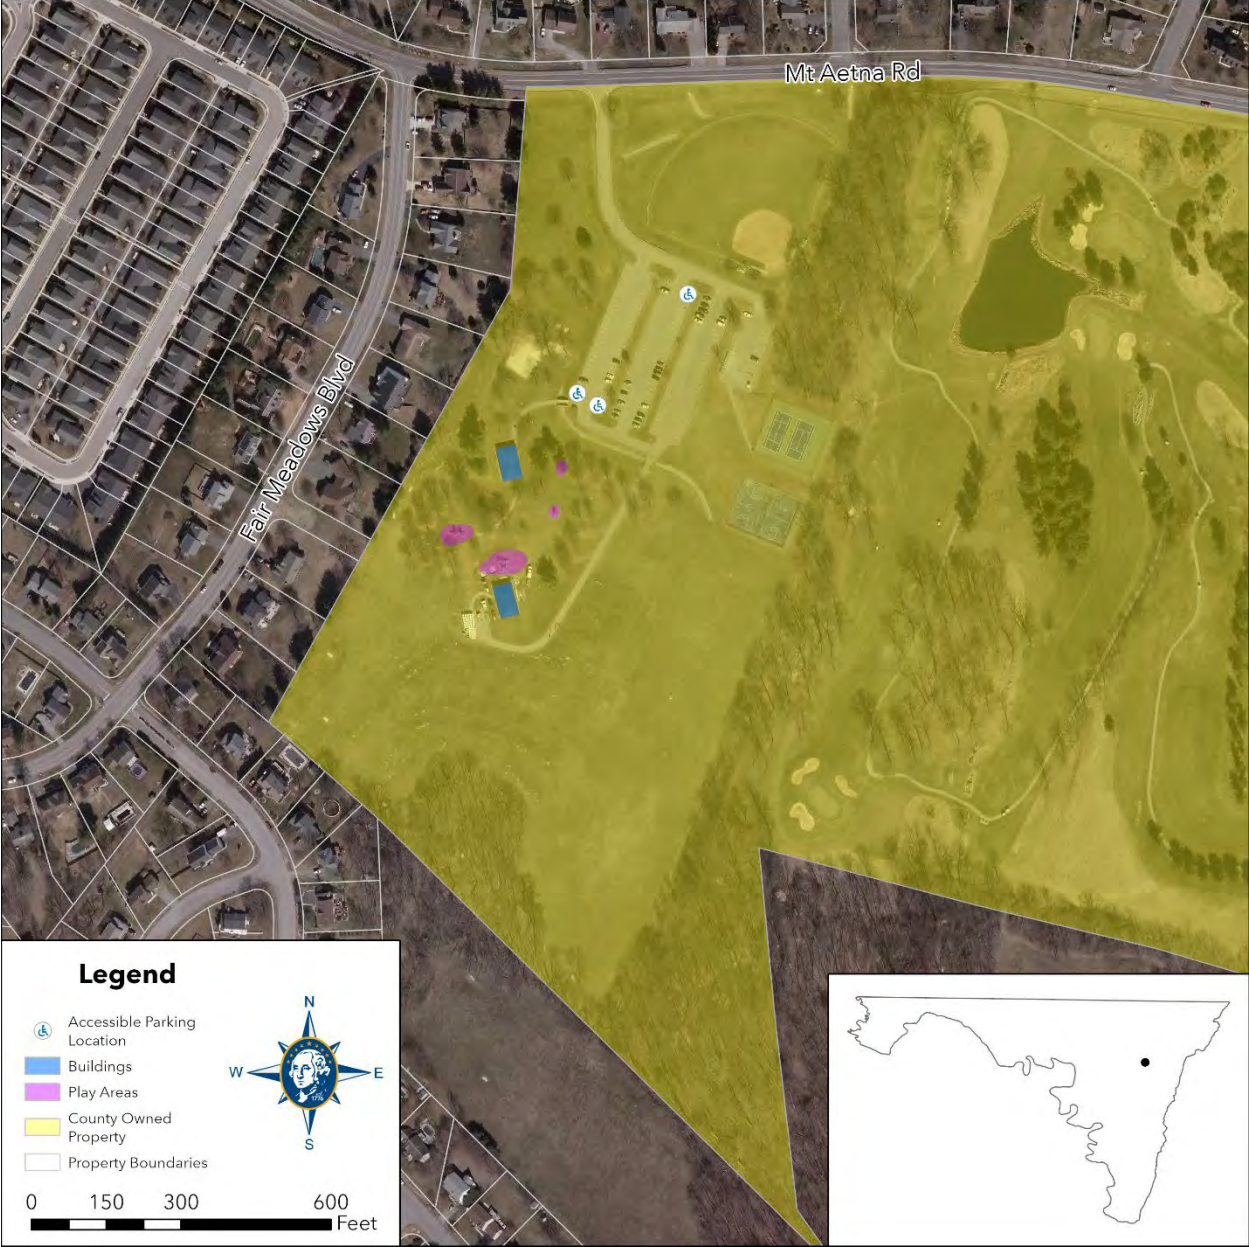 Mt Aetna Rd
Fair Meadows Blvd
Legend
Accessible Parking
Location
Buildings
Play Areas
County Owned
Property
Property Boundaries
N
W
E
S
1776
0 150 300 600
Feet